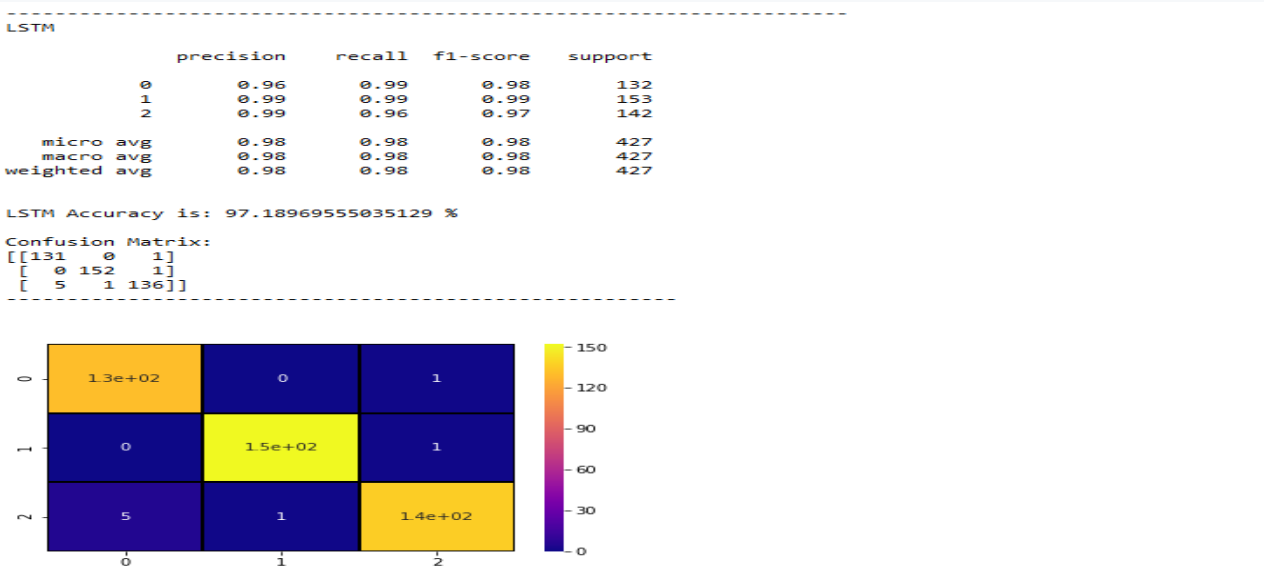 ----------------------------------------------------------------------
LSTM
precision recall f1-score support
0 0.96 0.99 0.98 132
1 0.99 0.99 0.99 153
2 0.99 0.96 0.97 142
micro avg 0.98 0.98 0.98 427
macro avg 0.98 0.98 0.98 427
weighted avg 0.98 0.98 0.98 427
LSTM Accuracy is: 97.18969555035129 %
Confusion Matrix:
[[131 0 1]
[ 0 152 1]
[ 5 1 136]]
--------------------------------------------------------
0 1.3e+02 0 1
1 0 1.5e+02 1
2 5 1 1.4e+02
0 1 2
150
120
90
60
30
0